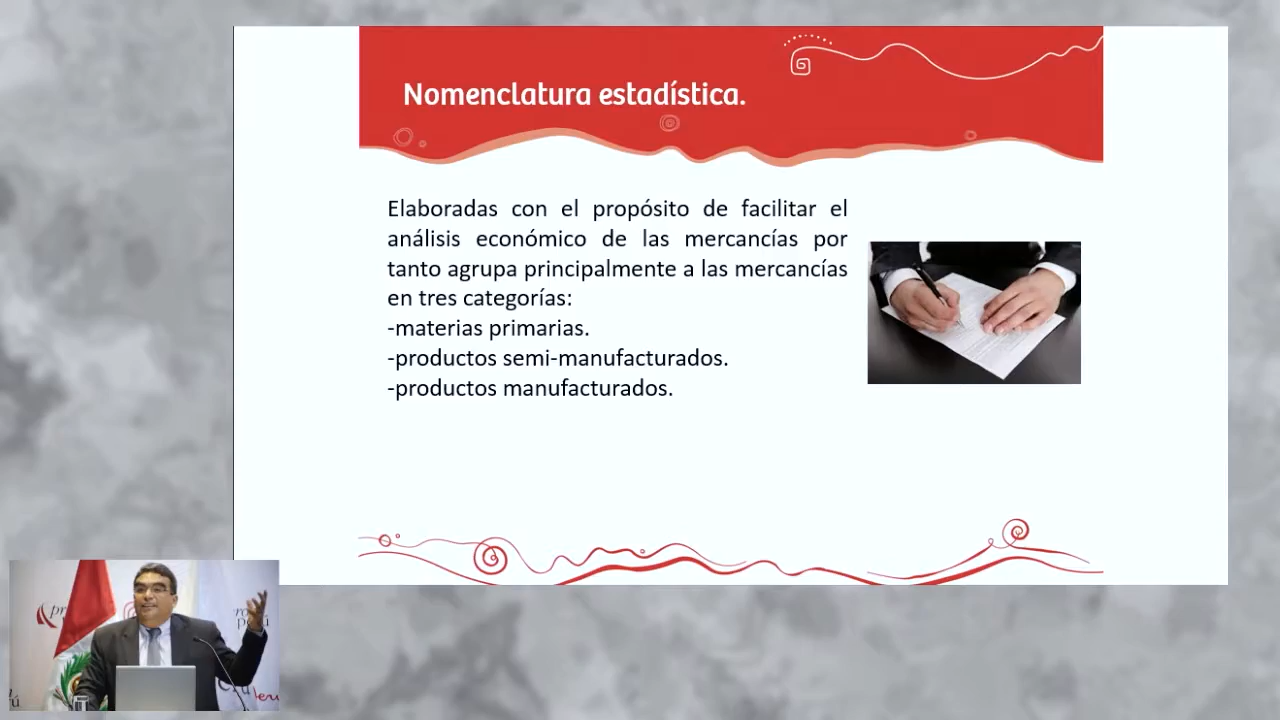 Nomenclatura estadística.
Elaboradas con el propósito de facilitar el
análisis económico de las mercancías por
tanto agrupa principalmente a las mercancías
en tres categorías:
-materias primarias.
-productos semi-manufacturados.
-productos manufacturados.